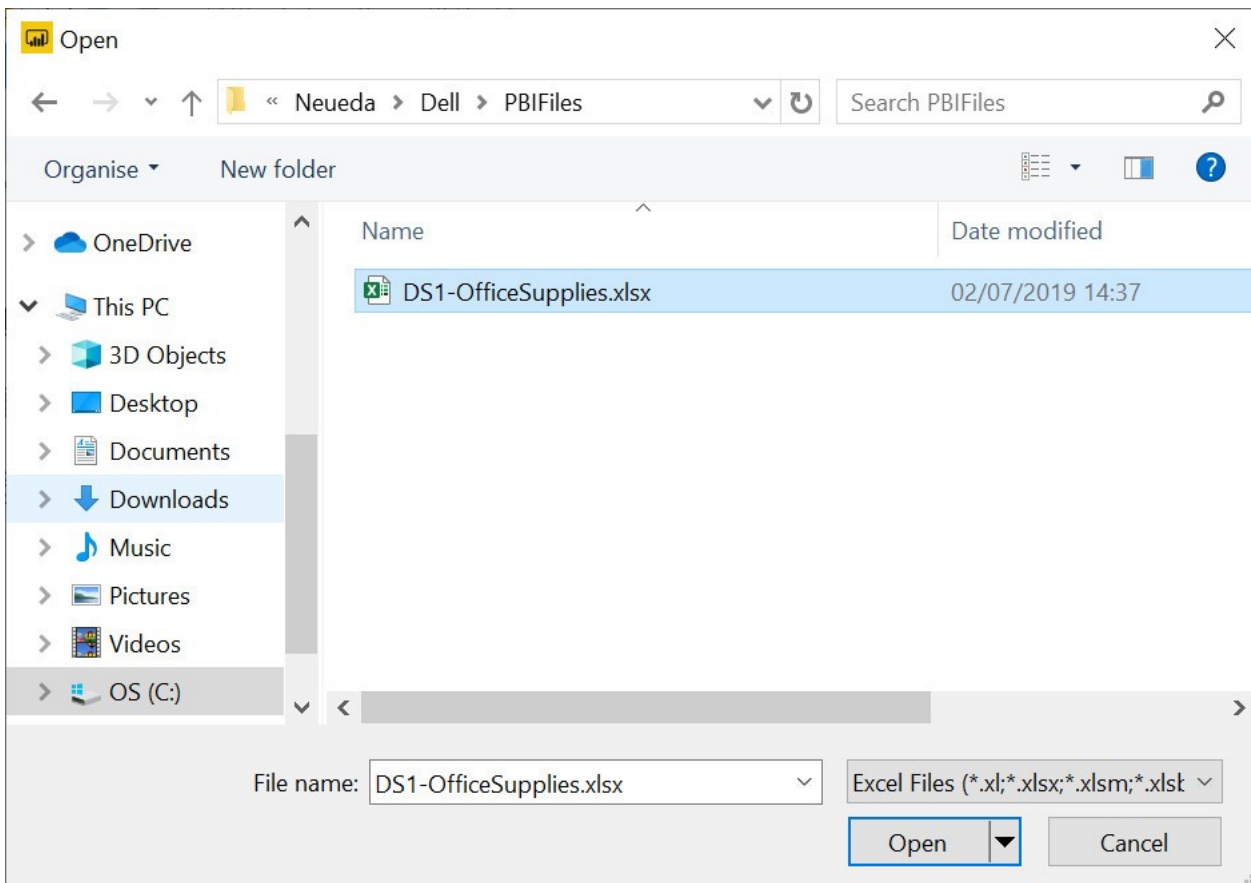 Open
« Neueda > Dell > PBIFiles
Search PBIFiles
Organise
New folder
Name
Date modified
OneDrive
DS1-OfficeSupplies.xlsx
02/07/2019 14:37
This PC
3D Objects
Desktop
Documents
Downloads
Music
Pictures
Videos
OS (C:)
File name:
DS1-OfficeSupplies.xlsx
Excel Files (*.xl;*.xlsx;*.xlsm;*.xlsb
Open
Cancel